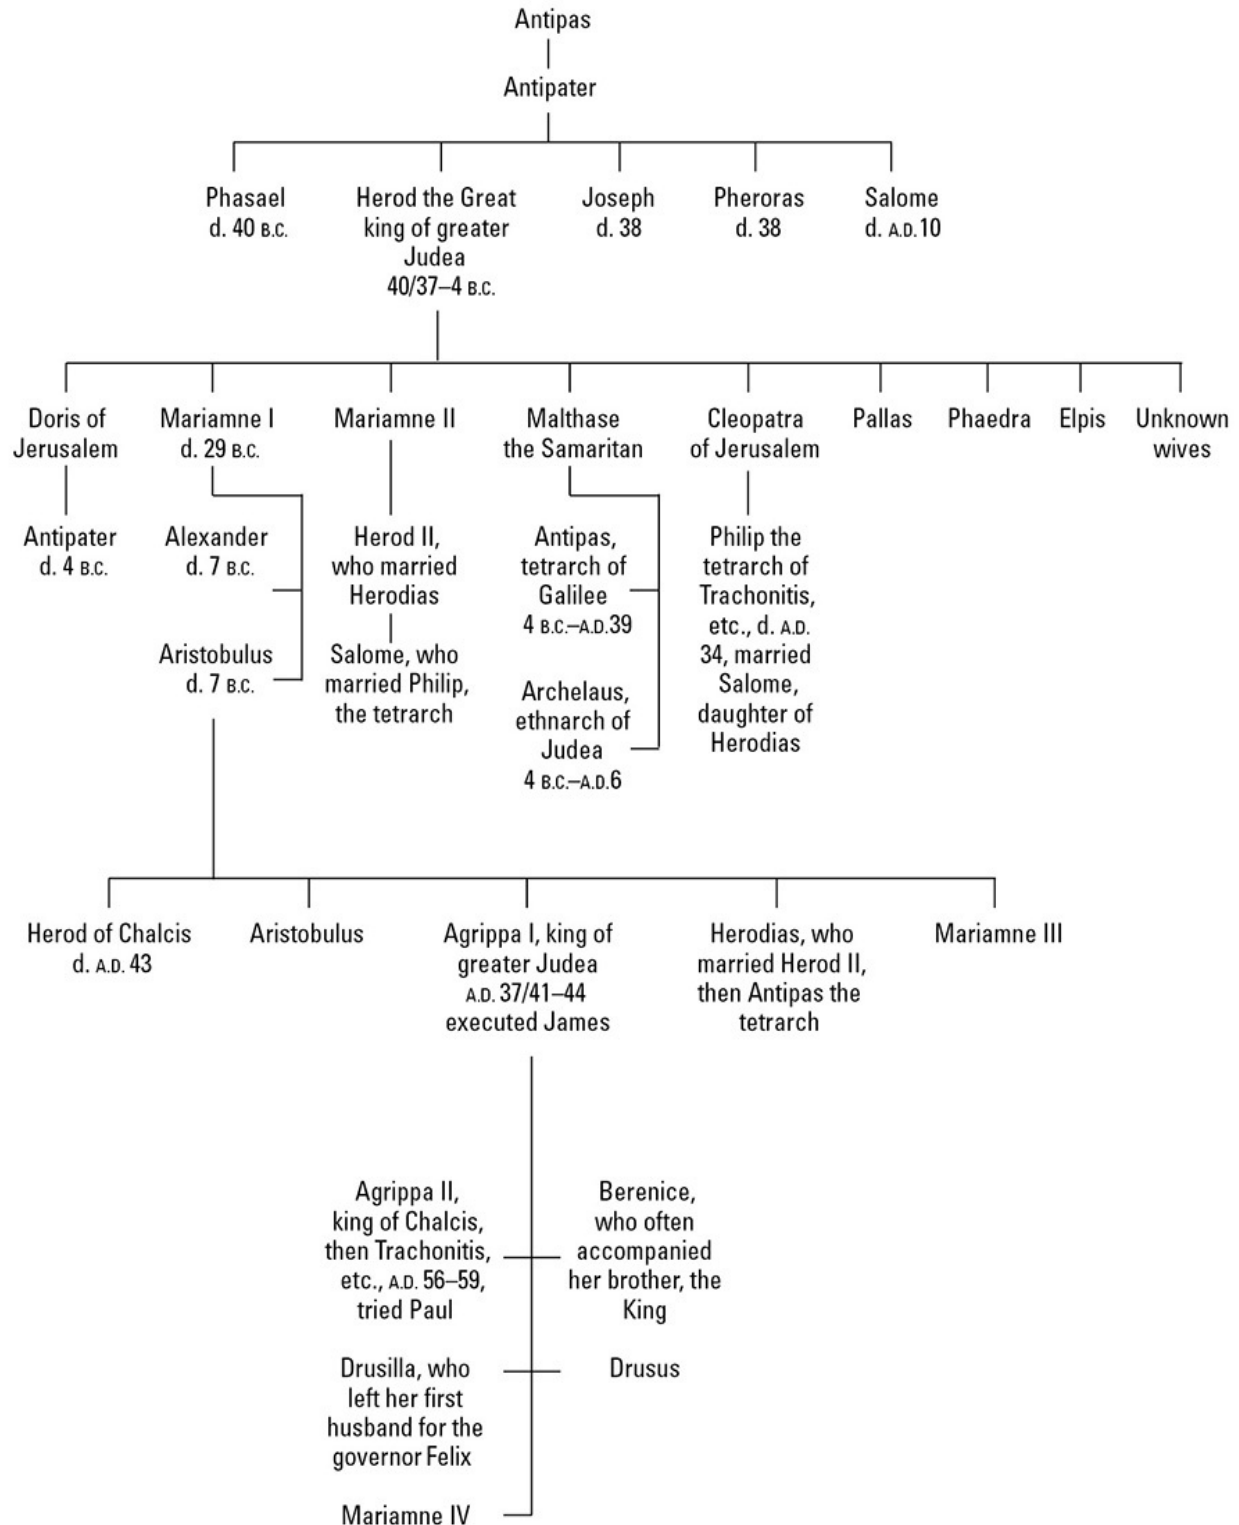 Antipas
Antipater
Phasael
d. 40 B.C.
Herod the Great
king of greater
Judea
40/37–4 B.C.
Joseph
d. 38
Pheroras
d. 38
Salome
d. A.D. 10
Doris of
Jerusalem
Mariamne I
d. 29 B.C.
Mariamne II
Malthase
the Samaritan
Cleopatra
of Jerusalem
Pallas
Phaedra
Elpis
Unknown
wives
Antipater
d. 4 B.C.
Alexander
d. 7 B.C.
Aristobulus
d. 7 B.C.
Herod II,
who married
Herodias
Salome, who
married Philip,
the tetrarch
Antipas,
tetrarch of
Galilee
4 B.C.–A.D.39
Archelaus,
ethnarch of
Judea
4 B.C.–A.D.6
Philip the
tetrarch of
Trachonitis,
etc., d. A.D.
34, married
Salome,
daughter of
Herodias
Herod of Chalcis
d. A.D. 43
Aristobulus
Agrippa I, king of
greater Judea
A.D. 37/41–44
executed James
Herodias, who
married Herod II,
then Antipas the
tetrarch
Mariamne III
Agrippa II,
king of Chalcis,
then Trachonitis,
etc., A.D. 56–59,
tried Paul
Berenice,
who often
accompanied
her brother, the
King
Drusilla, who
left her first
husband for the
governor Felix
Drusus
Mariamne IV